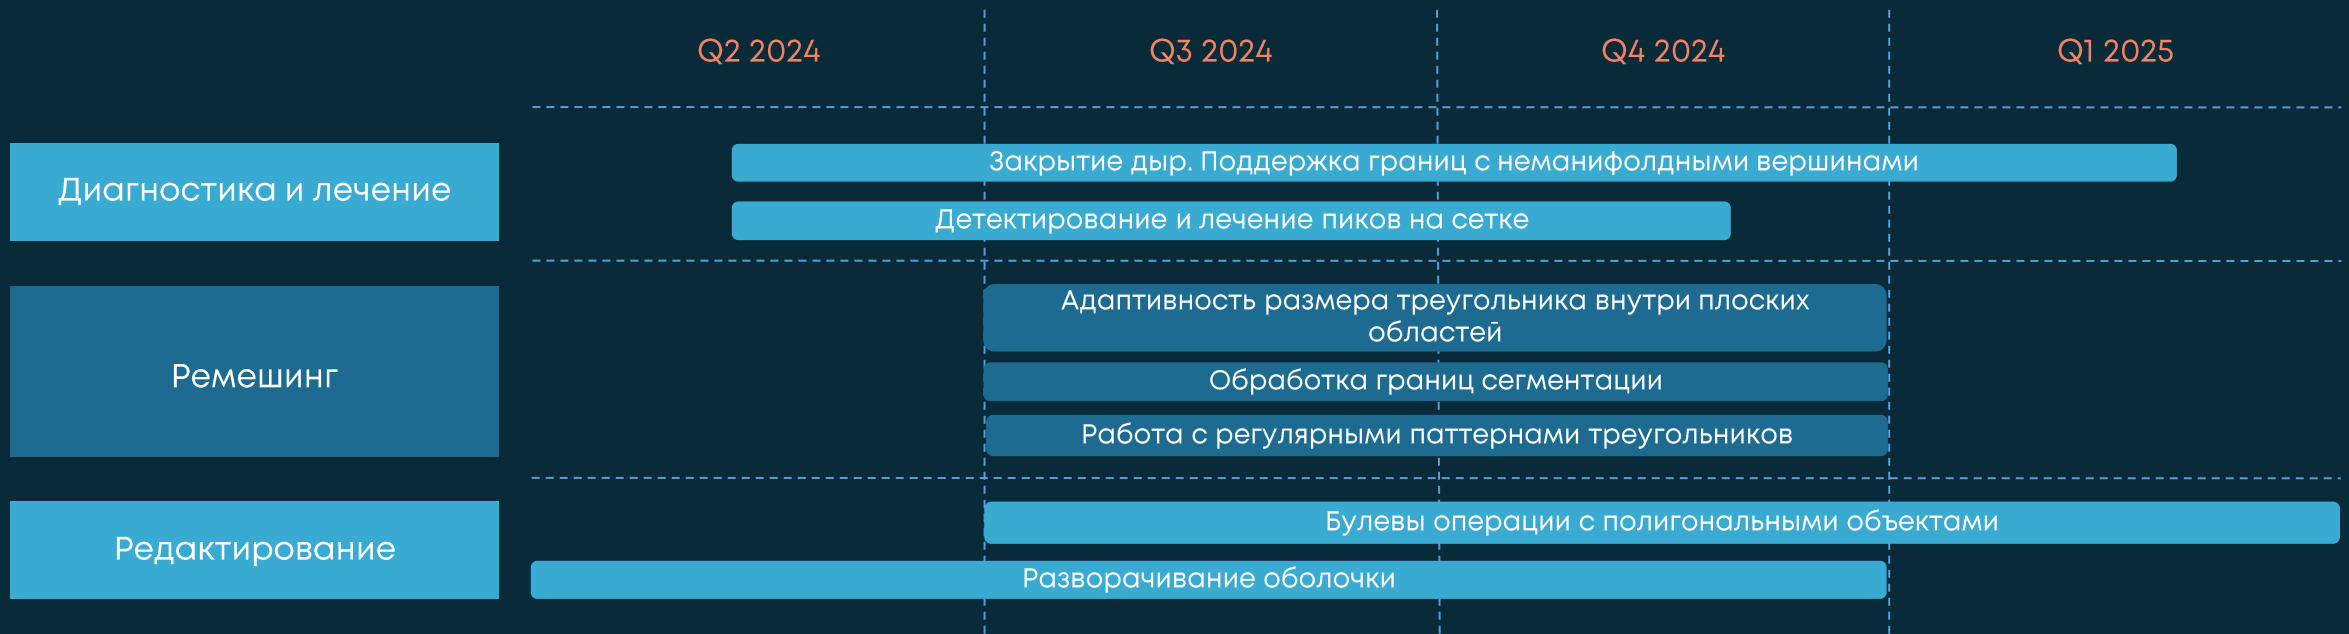 Q2 2024
Q3 2024
Q4 2024
Q1 2025
Диагностика и лечение
Закрытие дыр. Поддержка границ с неманифолдными вершинами
Детектирование и лечение пиков на сетке
Ремешинг
Адаптивность размера треугольника внутри плоских
областей
Обработка границ сегментации
Работа с регулярными паттернами треугольников
Редактирование
Булевы операции с полигональными объектами
Разворачивание оболочки